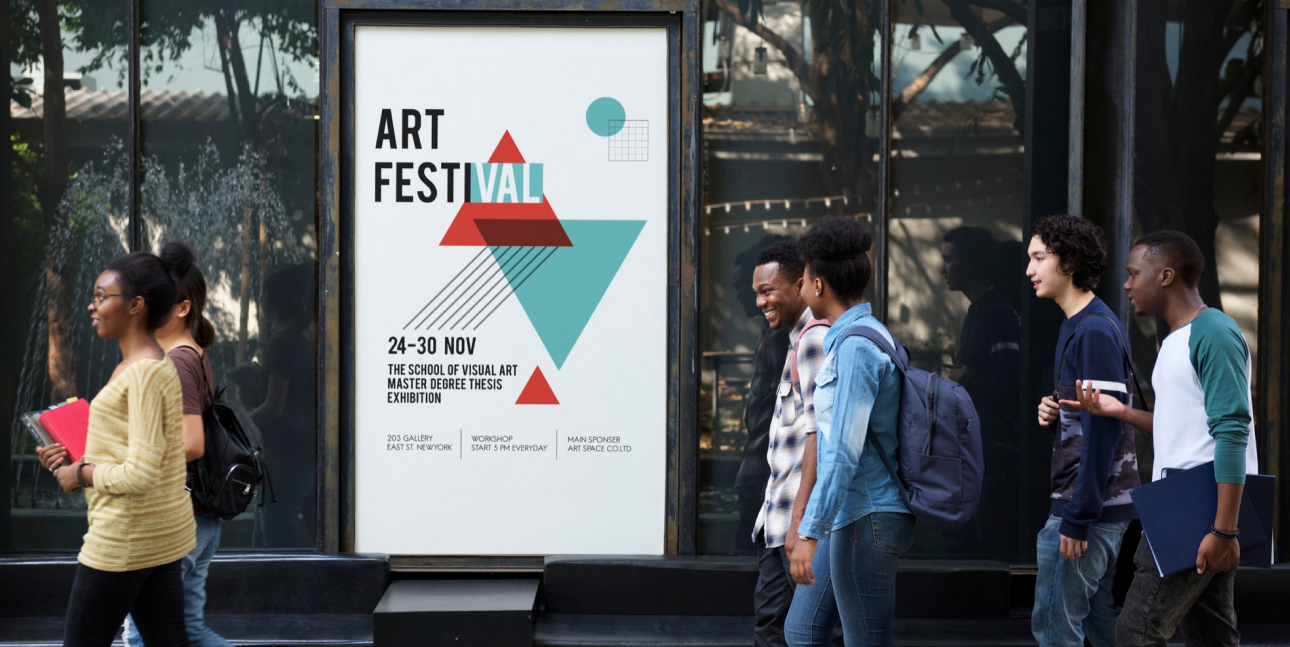 ART
FESTIVAL
24-30 NOV
THE SCHOOL OF VISUAL ART
MASTER DEGREE THESIS
EXHIBITION
203 GALLERY
EAST ST. NEWYORK
WORKSHOP
START 5 PM EVERYDAY
MAIN SPONSER
ART SPACE CO.LTD